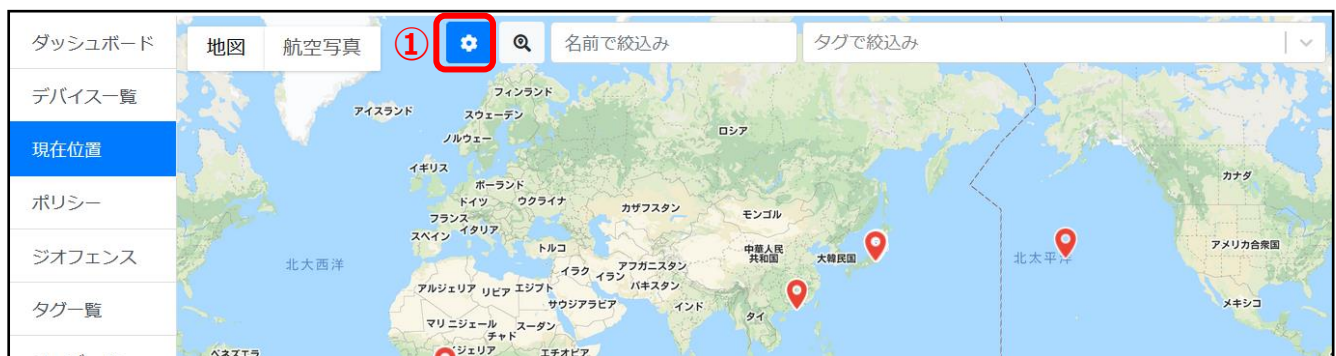 ダッシュボード
デバイス一覧
現在位置
ポリシー
ジオフェンス
タグ一覧
地図
航空写真
①
名前で絞込み
タグで絞込み
アイスランド
フィンランド
スウェーデン
ノルウェー
ロシア
イギリス
ポーランド
ドイツ
ウクライナ
フランス
イタリア
スペイン
カザフスタン
モンゴル
トルコ
中華人民
共和国
大韓民国
北大西洋
北太平洋
カナダ
アメリカ合衆国
メキシコ
イラク
イラン
アフガニスタン
パキスタン
アルジェリア
リビア
エジプト
サウジアラビア
インド
タイ
マリ
ニジェール
チャド
スーダン
エチオピア
ベネズエラ